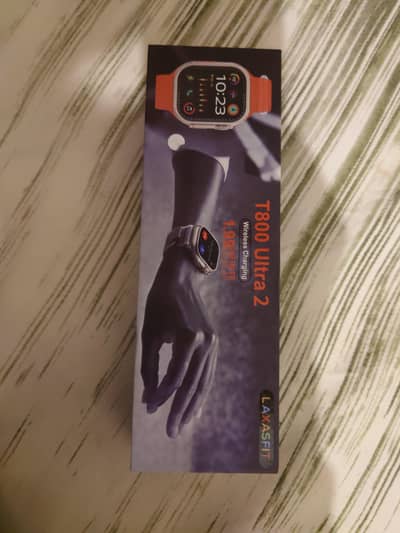 10:23
T800 Ultra 2
Wireless Charging
LAXASFIT